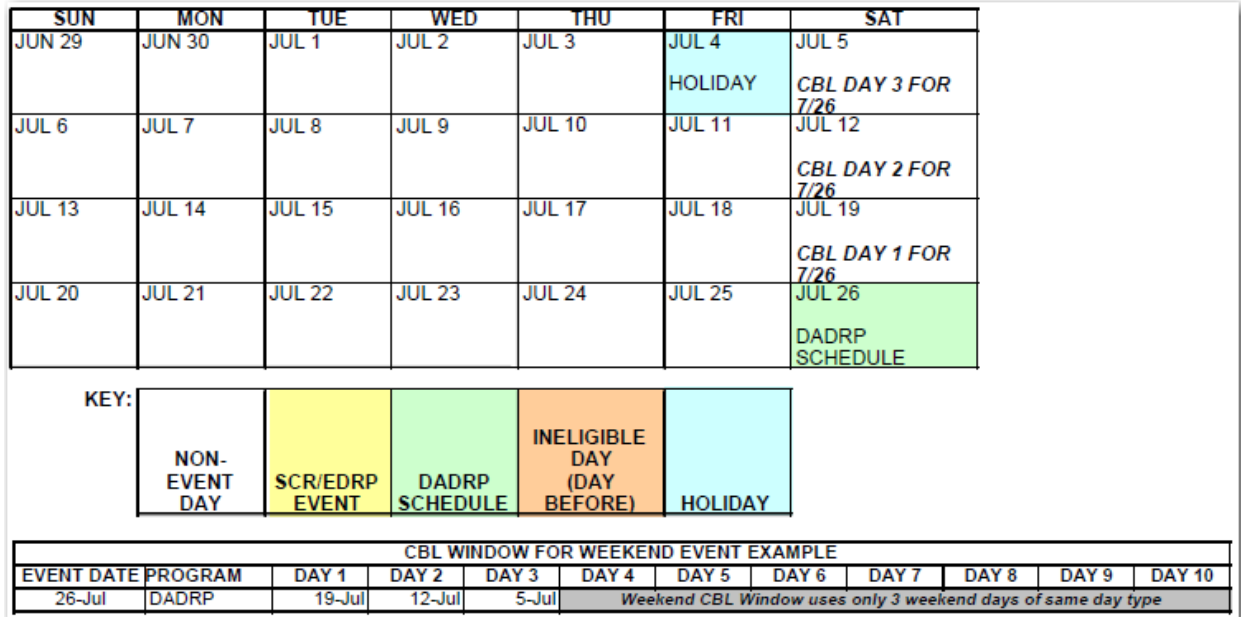 SUN MON TUE WED THU FRI SAT
JUN 29 JUN 30 JUL 1 JUL 2 JUL 3 JUL 4 JUL 5
HOLIDAY CBL DAY 3 FOR
7/26
JUL 6 JUL 7 JUL 8 JUL 9 JUL 10 JUL 11 JUL 12
CBL DAY 2 FOR
7/26
JUL 13 JUL 14 JUL 15 JUL 16 JUL 17 JUL 18 JUL 19
CBL DAY 1 FOR
7/26
JUL 20 JUL 21 JUL 22 JUL 23 JUL 24 JUL 25 JUL 26
DADRP
SCHEDULE
KEY:
NON-
EVENT
DAY
SCR/EDRP
EVENT
DADRP
SCHEDULE
INELIGIBLE
DAY
(DAY
BEFORE)
HOLIDAY
CBL WINDOW FOR WEEKEND EVENT EXAMPLE
EVENT DATE PROGRAM DAY 1 DAY 2 DAY 3 DAY 4 DAY 5 DAY 6 DAY 7 DAY 8 DAY 9 DAY 10
26-Jul DADRP 19-Jul 12-Jul 5-Jul Weekend CBL Window uses only 3 weekend days of same day type